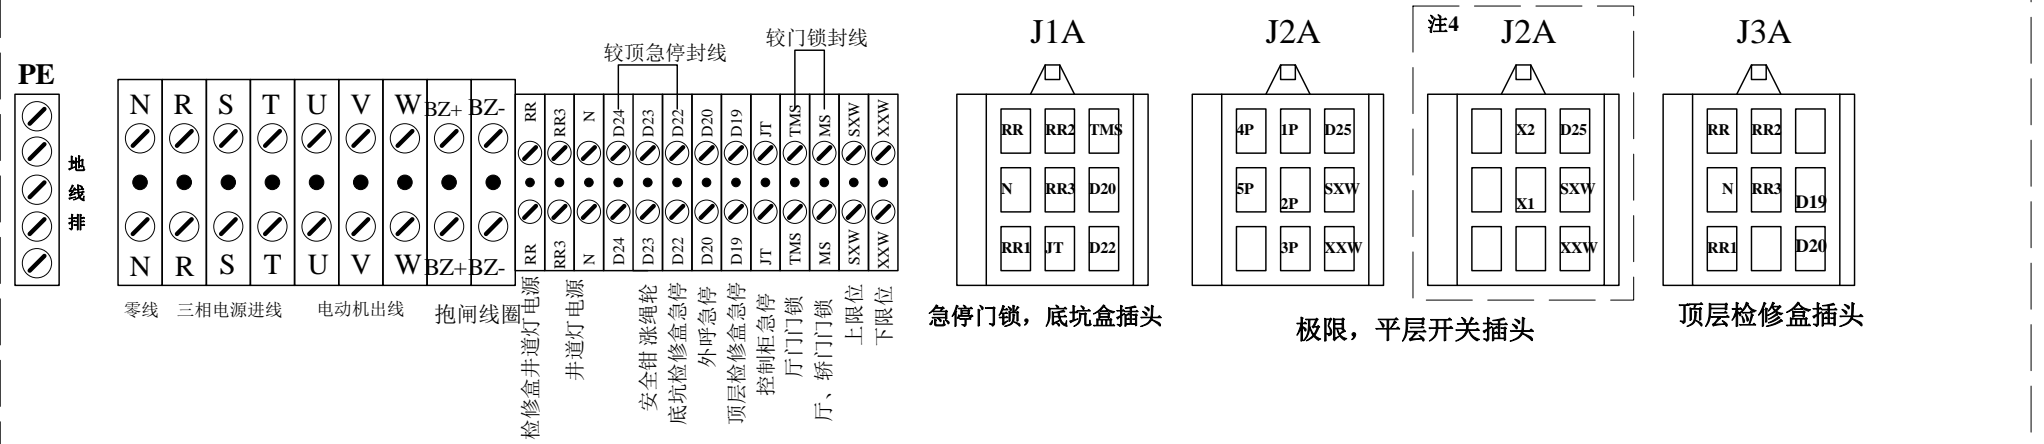 PE
地线排
N R S T U V W BZ+ BZ-
N R S T U V W BZ+ BZ-
零线 三相电源进线 电动机出线 抱闸线圈
较顶急停封线 较门锁封线
RR RR3 N D24 D23 D22 D20 D19 JT TMS MS SXW XXW
RR RR3 N D24 D23 D22 D20 D19 JT TMS MS SXW XXW
检修盒井道灯电源
井道灯电源
安全钳 涨绳轮
底坑检修盒急停
外呼急停
顶层检修盒急停
控制柜急停
厅门门锁
厅、轿门门锁
上限位
下限位
J1A
RR RR2 TMS
N RR3 D20
RR1 JT D22
急停门锁，底坑盒插头
J2A
4P 1P D25
5P 2P SXW
3P XXW
注4
J2A
X2 D25
X1 SXW
XXW
极限，平层开关插头
J3A
RR RR2
N RR3 D19
RR1 D20
顶层检修盒插头